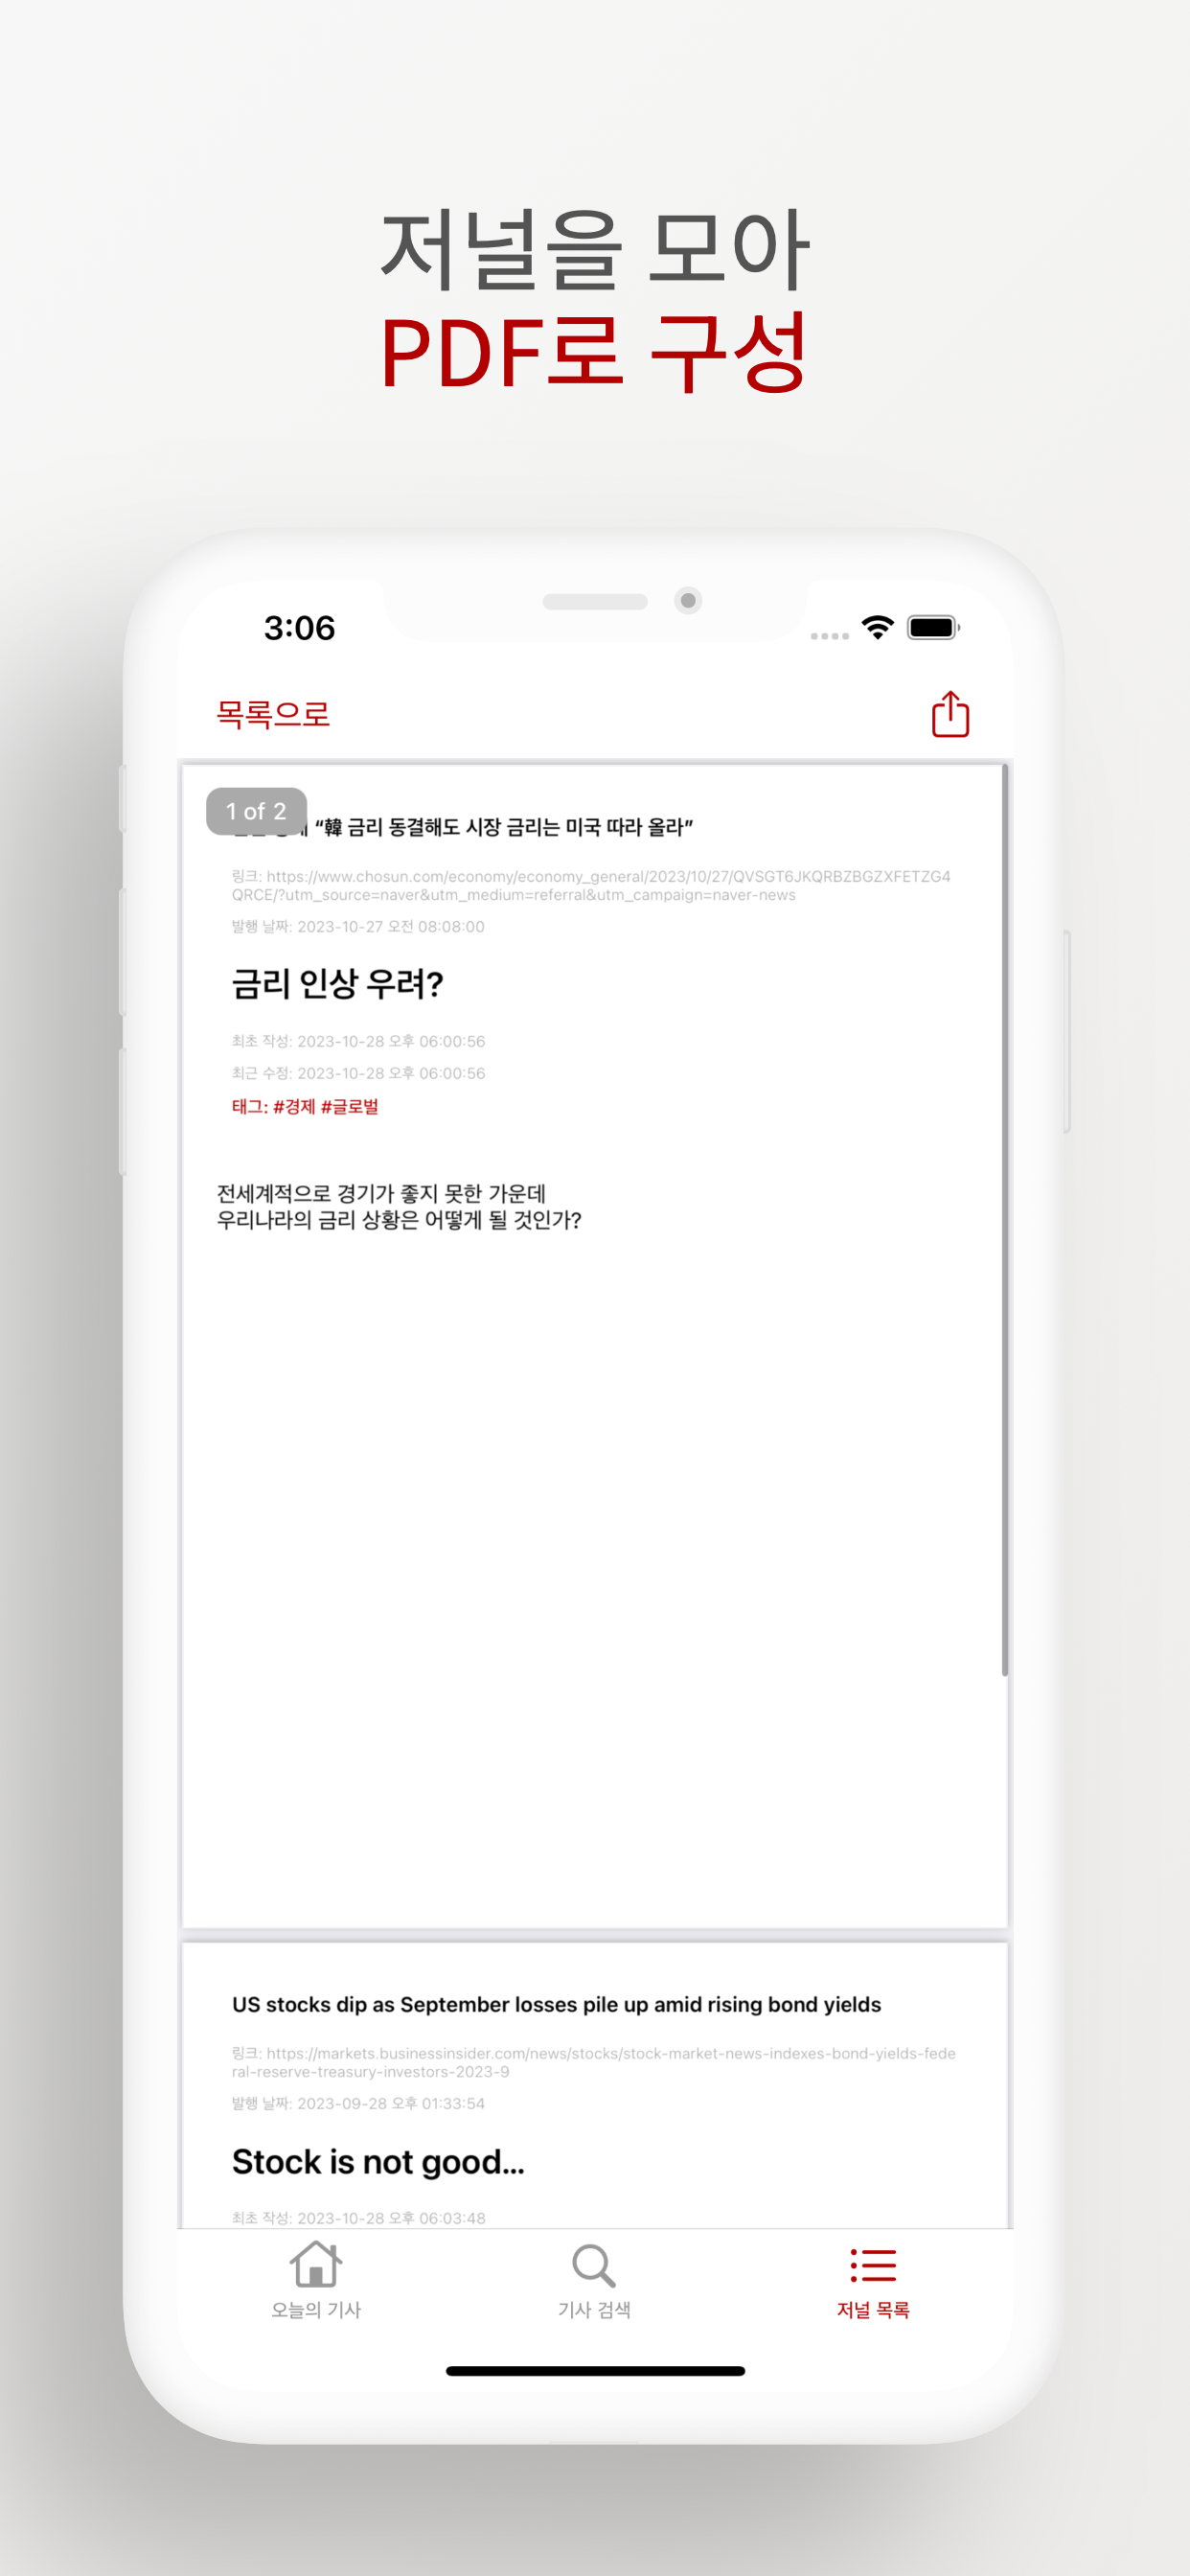 저널을 모아
PDF로 구성
3:06
목록으로
1 of 2
“韓 금리 동결해도 시장 금리는 미국 따라 올라”
링크: https://www.chosun.com/economy/economy_general/2023/10/27/QVSGT6JKQRBZBGZXFETZG4
QRCE/?utm_source=naver&utm_medium=referral&utm_campaign=naver-news
발행 날짜: 2023-10-27 오전 08:08:00
금리 인상 우려?
최초 작성: 2023-10-28 오후 06:00:56
최근 수정: 2023-10-28 오후 06:00:56
태그: #경제 #글로벌
전세계적으로 경기가 좋지 못한 가운데
우리나라의 금리 상황은 어떻게 될 것인가?
US stocks dip as September losses pile up amid rising bond yields
링크: https://markets.businessinsider.com/news/stocks/stock-market-news-indexes-bond-yields-fede
ral-reserve-treasury-investors-2023-9
발행 날짜: 2023-09-28 오후 01:33:54
Stock is not good...
최초 작성: 2023-10-28 오후 06:03:48
오늘의 기사
기사 검색
저널 목록